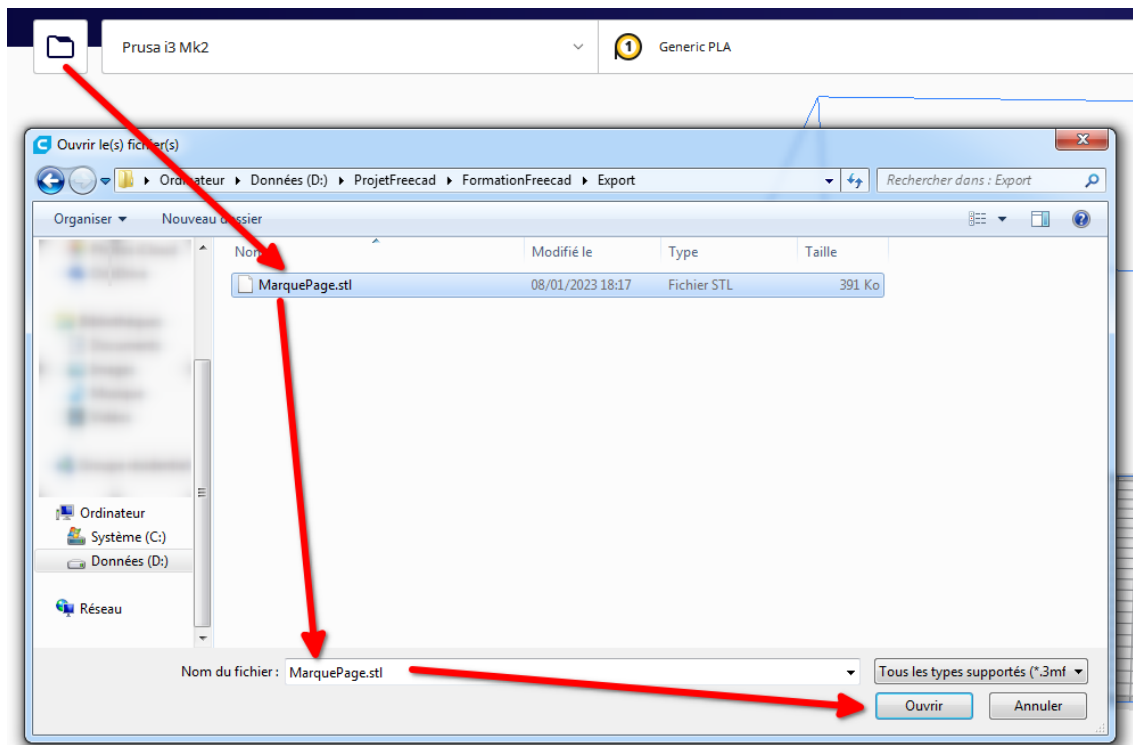 Prusa i3 Mk2
1 Generic PLA
Ouvrir le(s) fichier(s)
Ordinateur Données (D:) ProjetFreecad FormationFreecad Export
Rechercher dans : Export
Organiser Nouveau dossier
Modifié le Type Taille
MarquePage.stl 08/01/2023 18:17 Fichier STL 391 Ko
Ordinateur
Système (C:)
Données (D:)
Réseau
Nom du fichier : MarquePage.stl Tous les types supportés (*.3mf
Ouvrir Annuler